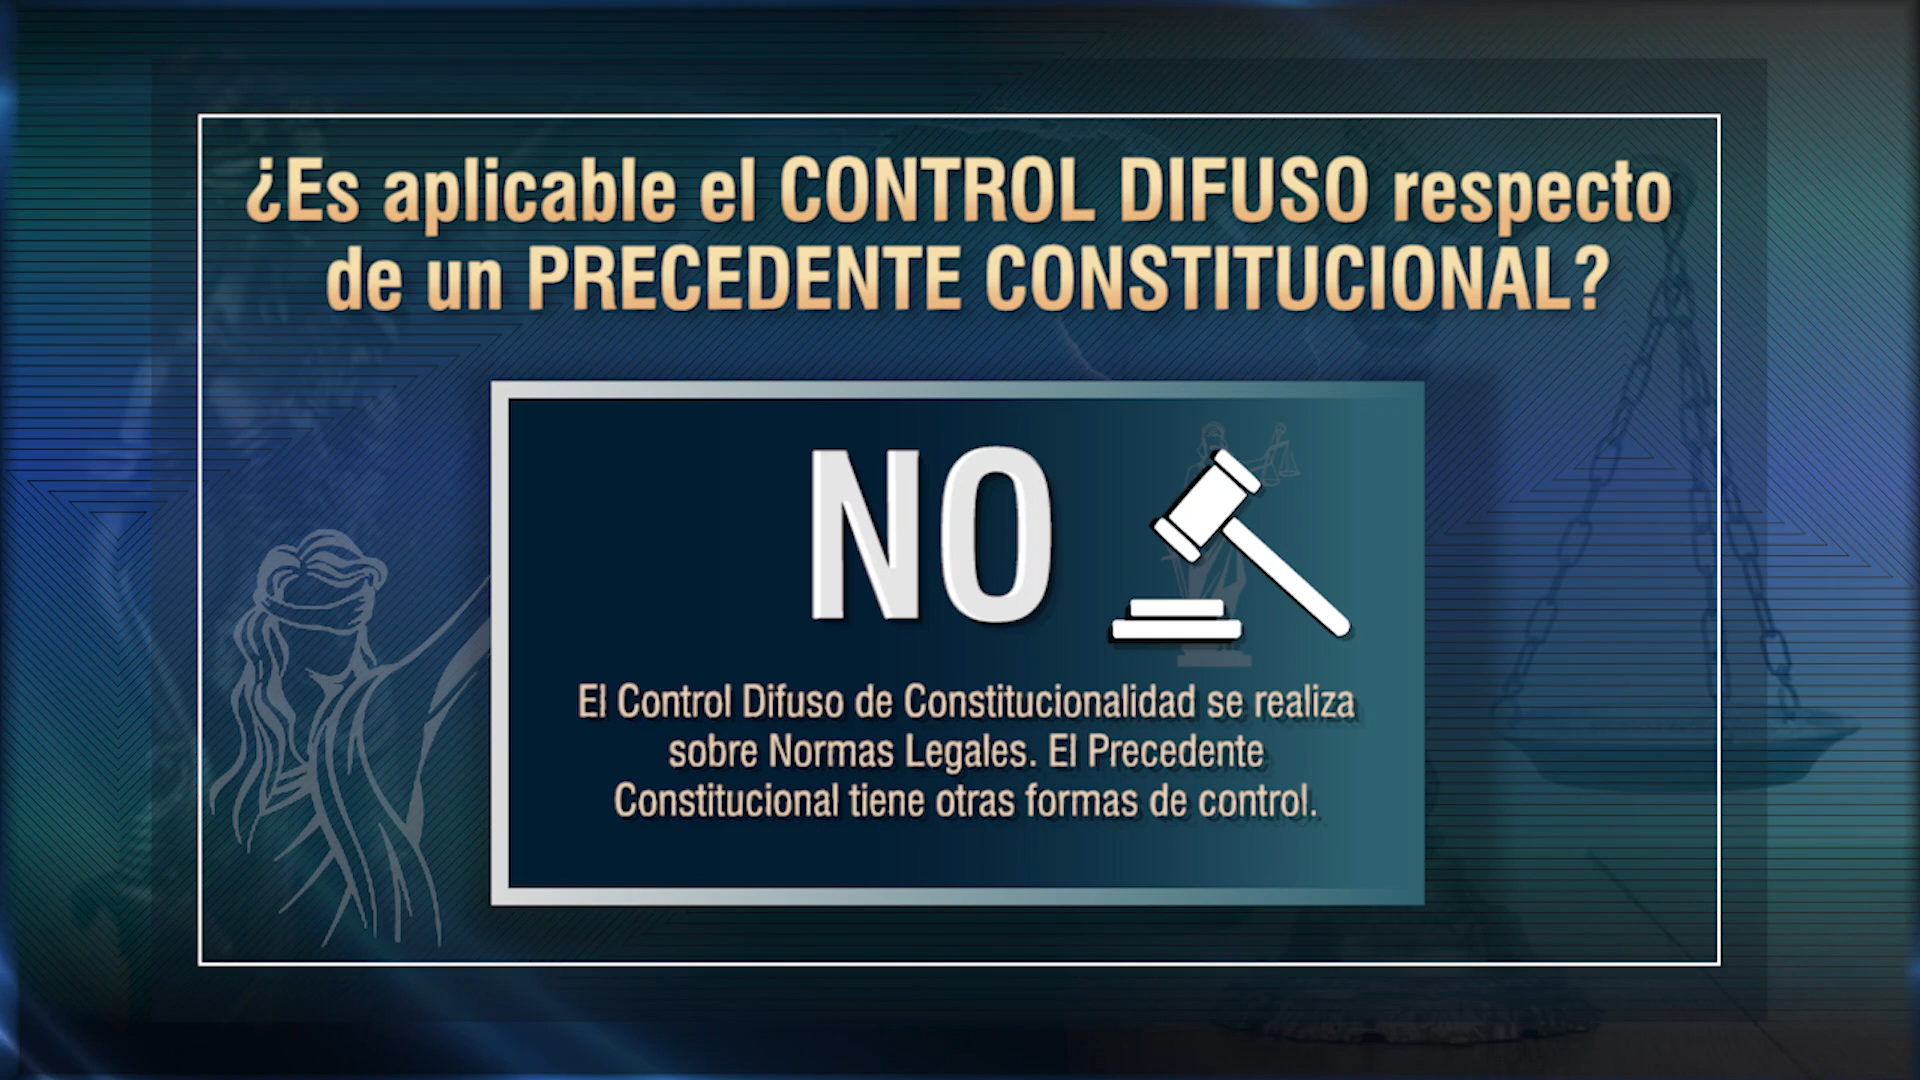 ¿Es aplicable el CONTROL DIFUSO respecto
de un PRECEDENTE CONSTITUCIONAL?
NO
El Control Difuso de Constitucionalidad se realiza
sobre Normas Legales. El Precedente
Constitucional tiene otras formas de control.